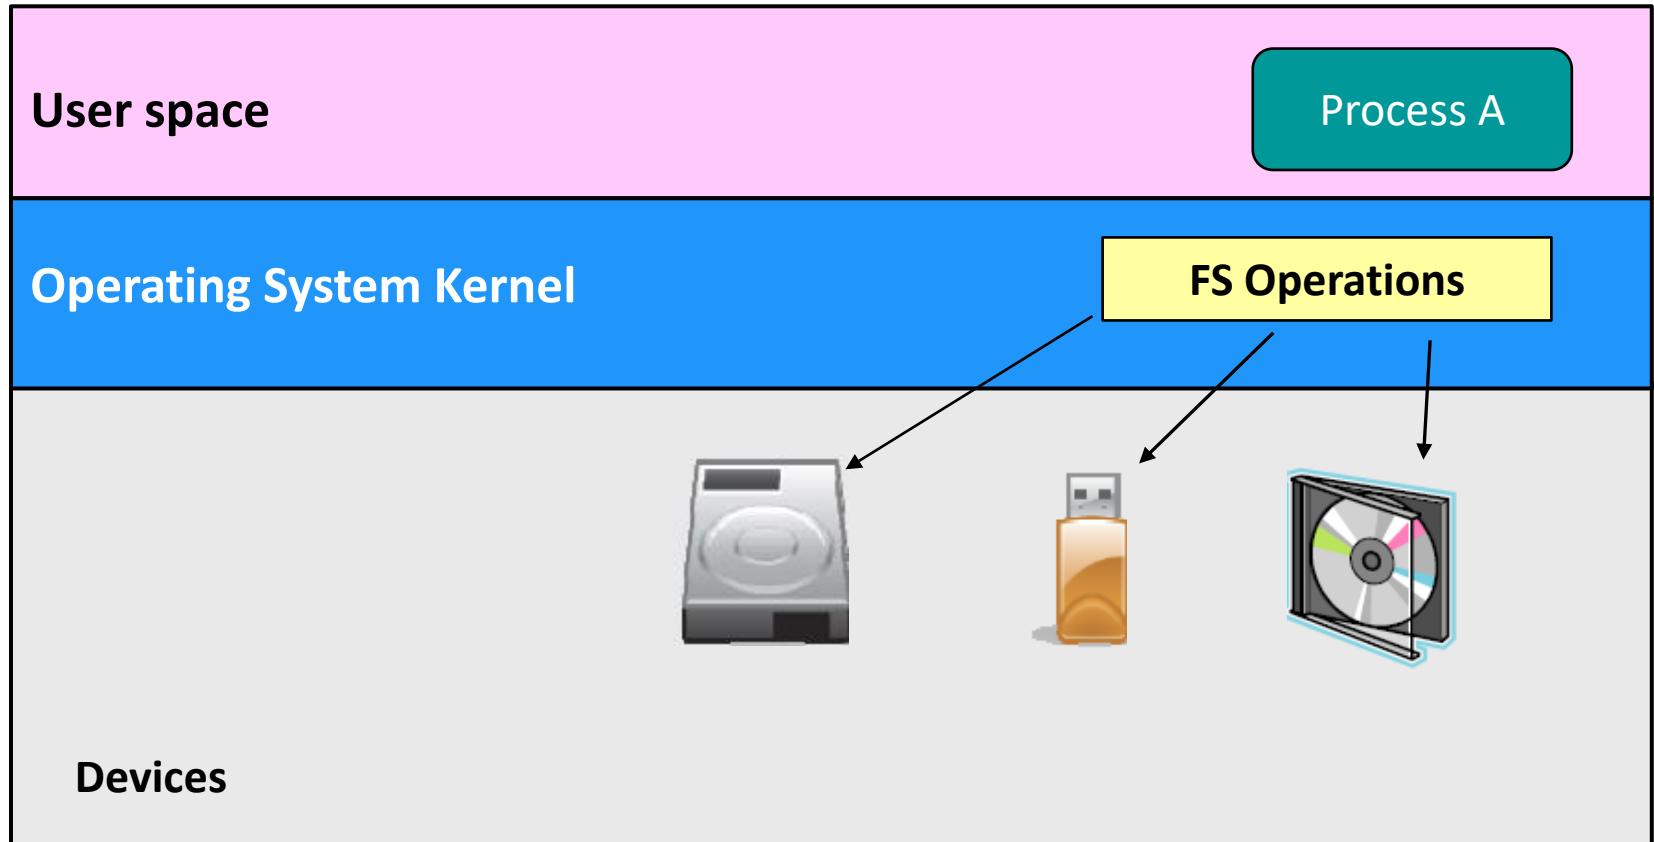 User space
Process A
Operating System Kernel
FS Operations
Devices